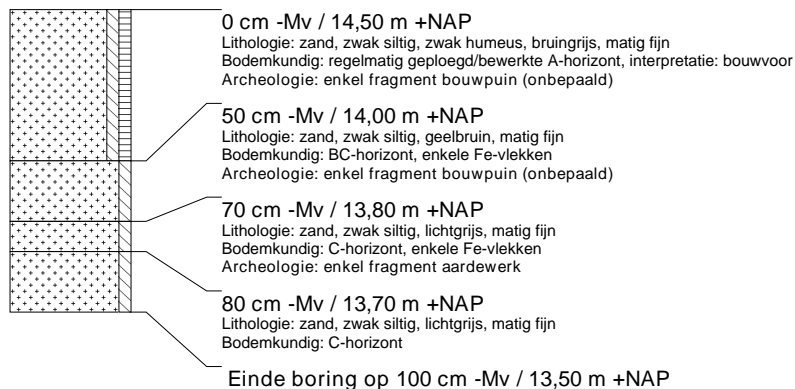 0 cm -Mv / 14,50 m +NAP
Lithologie: zand, zwak siltig, zwak humeus, bruingrijs, matig fijn
Bodemkundig: regelmatig geploegd/bewerkte A-horizont, interpretatie: bouwvoor
Archeologie: enkel fragment bouwpuin (onbepaald)
50 cm -Mv / 14,00 m +NAP
Lithologie: zand, zwak siltig, geelbruin, matig fijn
Bodemkundig: BC-horizont, enkele Fe-vlekken
Archeologie: enkel fragment bouwpuin (onbepaald)
70 cm -Mv / 13,80 m +NAP
Lithologie: zand, zwak siltig, lichtgrijs, matig fijn
Bodemkundig: C-horizont, enkele Fe-vlekken
Archeologie: enkel fragment aardewerk
80 cm -Mv / 13,70 m +NAP
Lithologie: zand, zwak siltig, lichtgrijs, matig fijn
Bodemkundig: C-horizont
Einde boring op 100 cm -Mv / 13,50 m +NAP